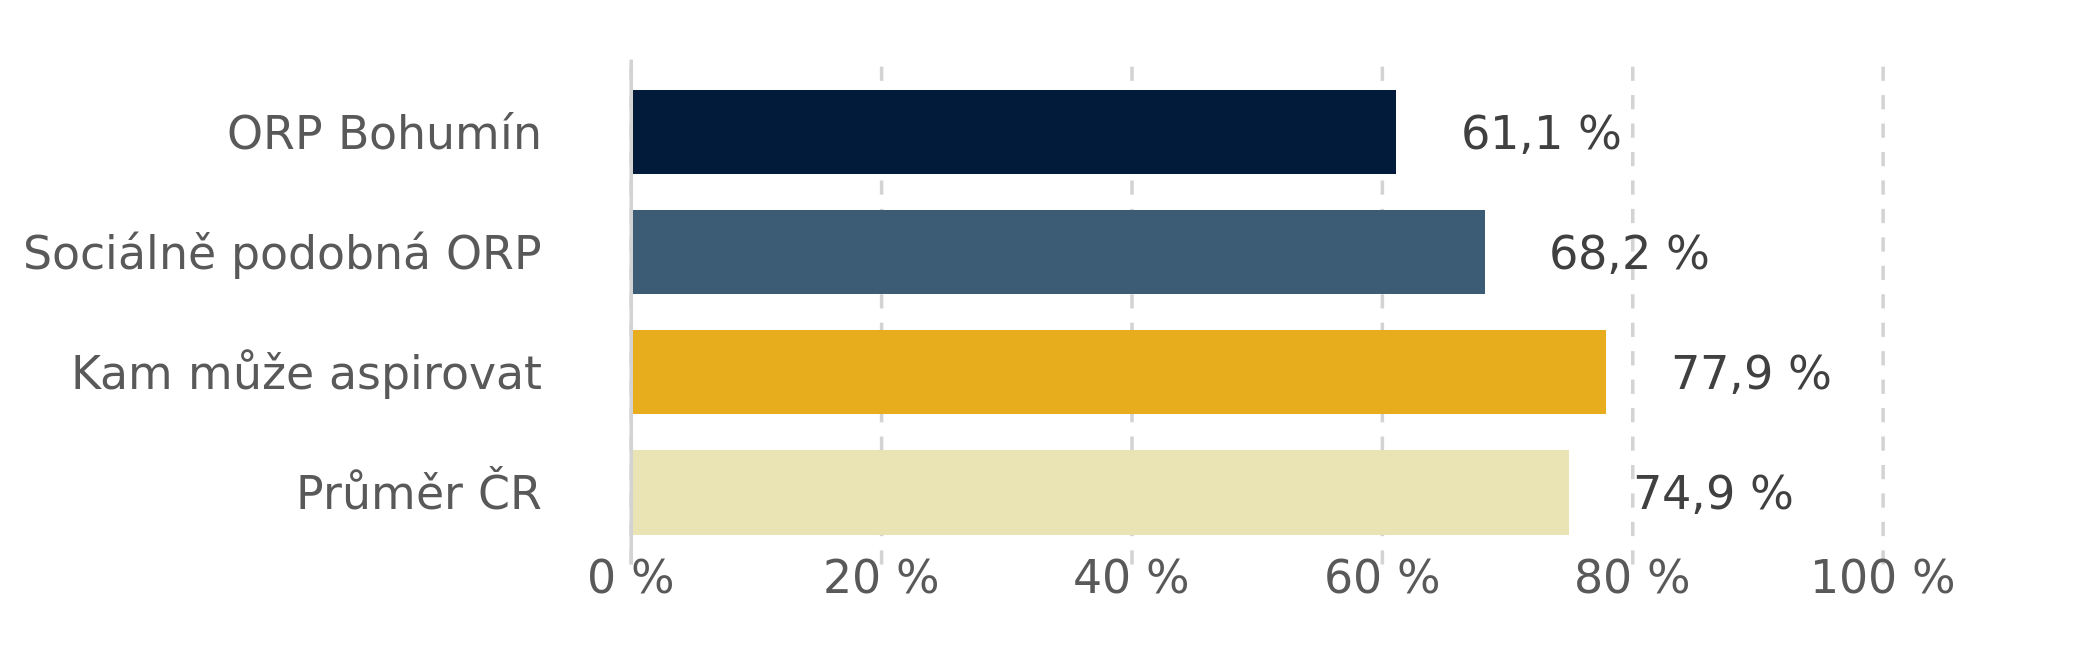 ORP Bohumín 61,1 %
Sociálně podobná ORP 68,2 %
Kam může aspirovat 77,9 %
Průměr ČR 74,9 %
0 % 20 % 40 % 60 % 80 % 100 %